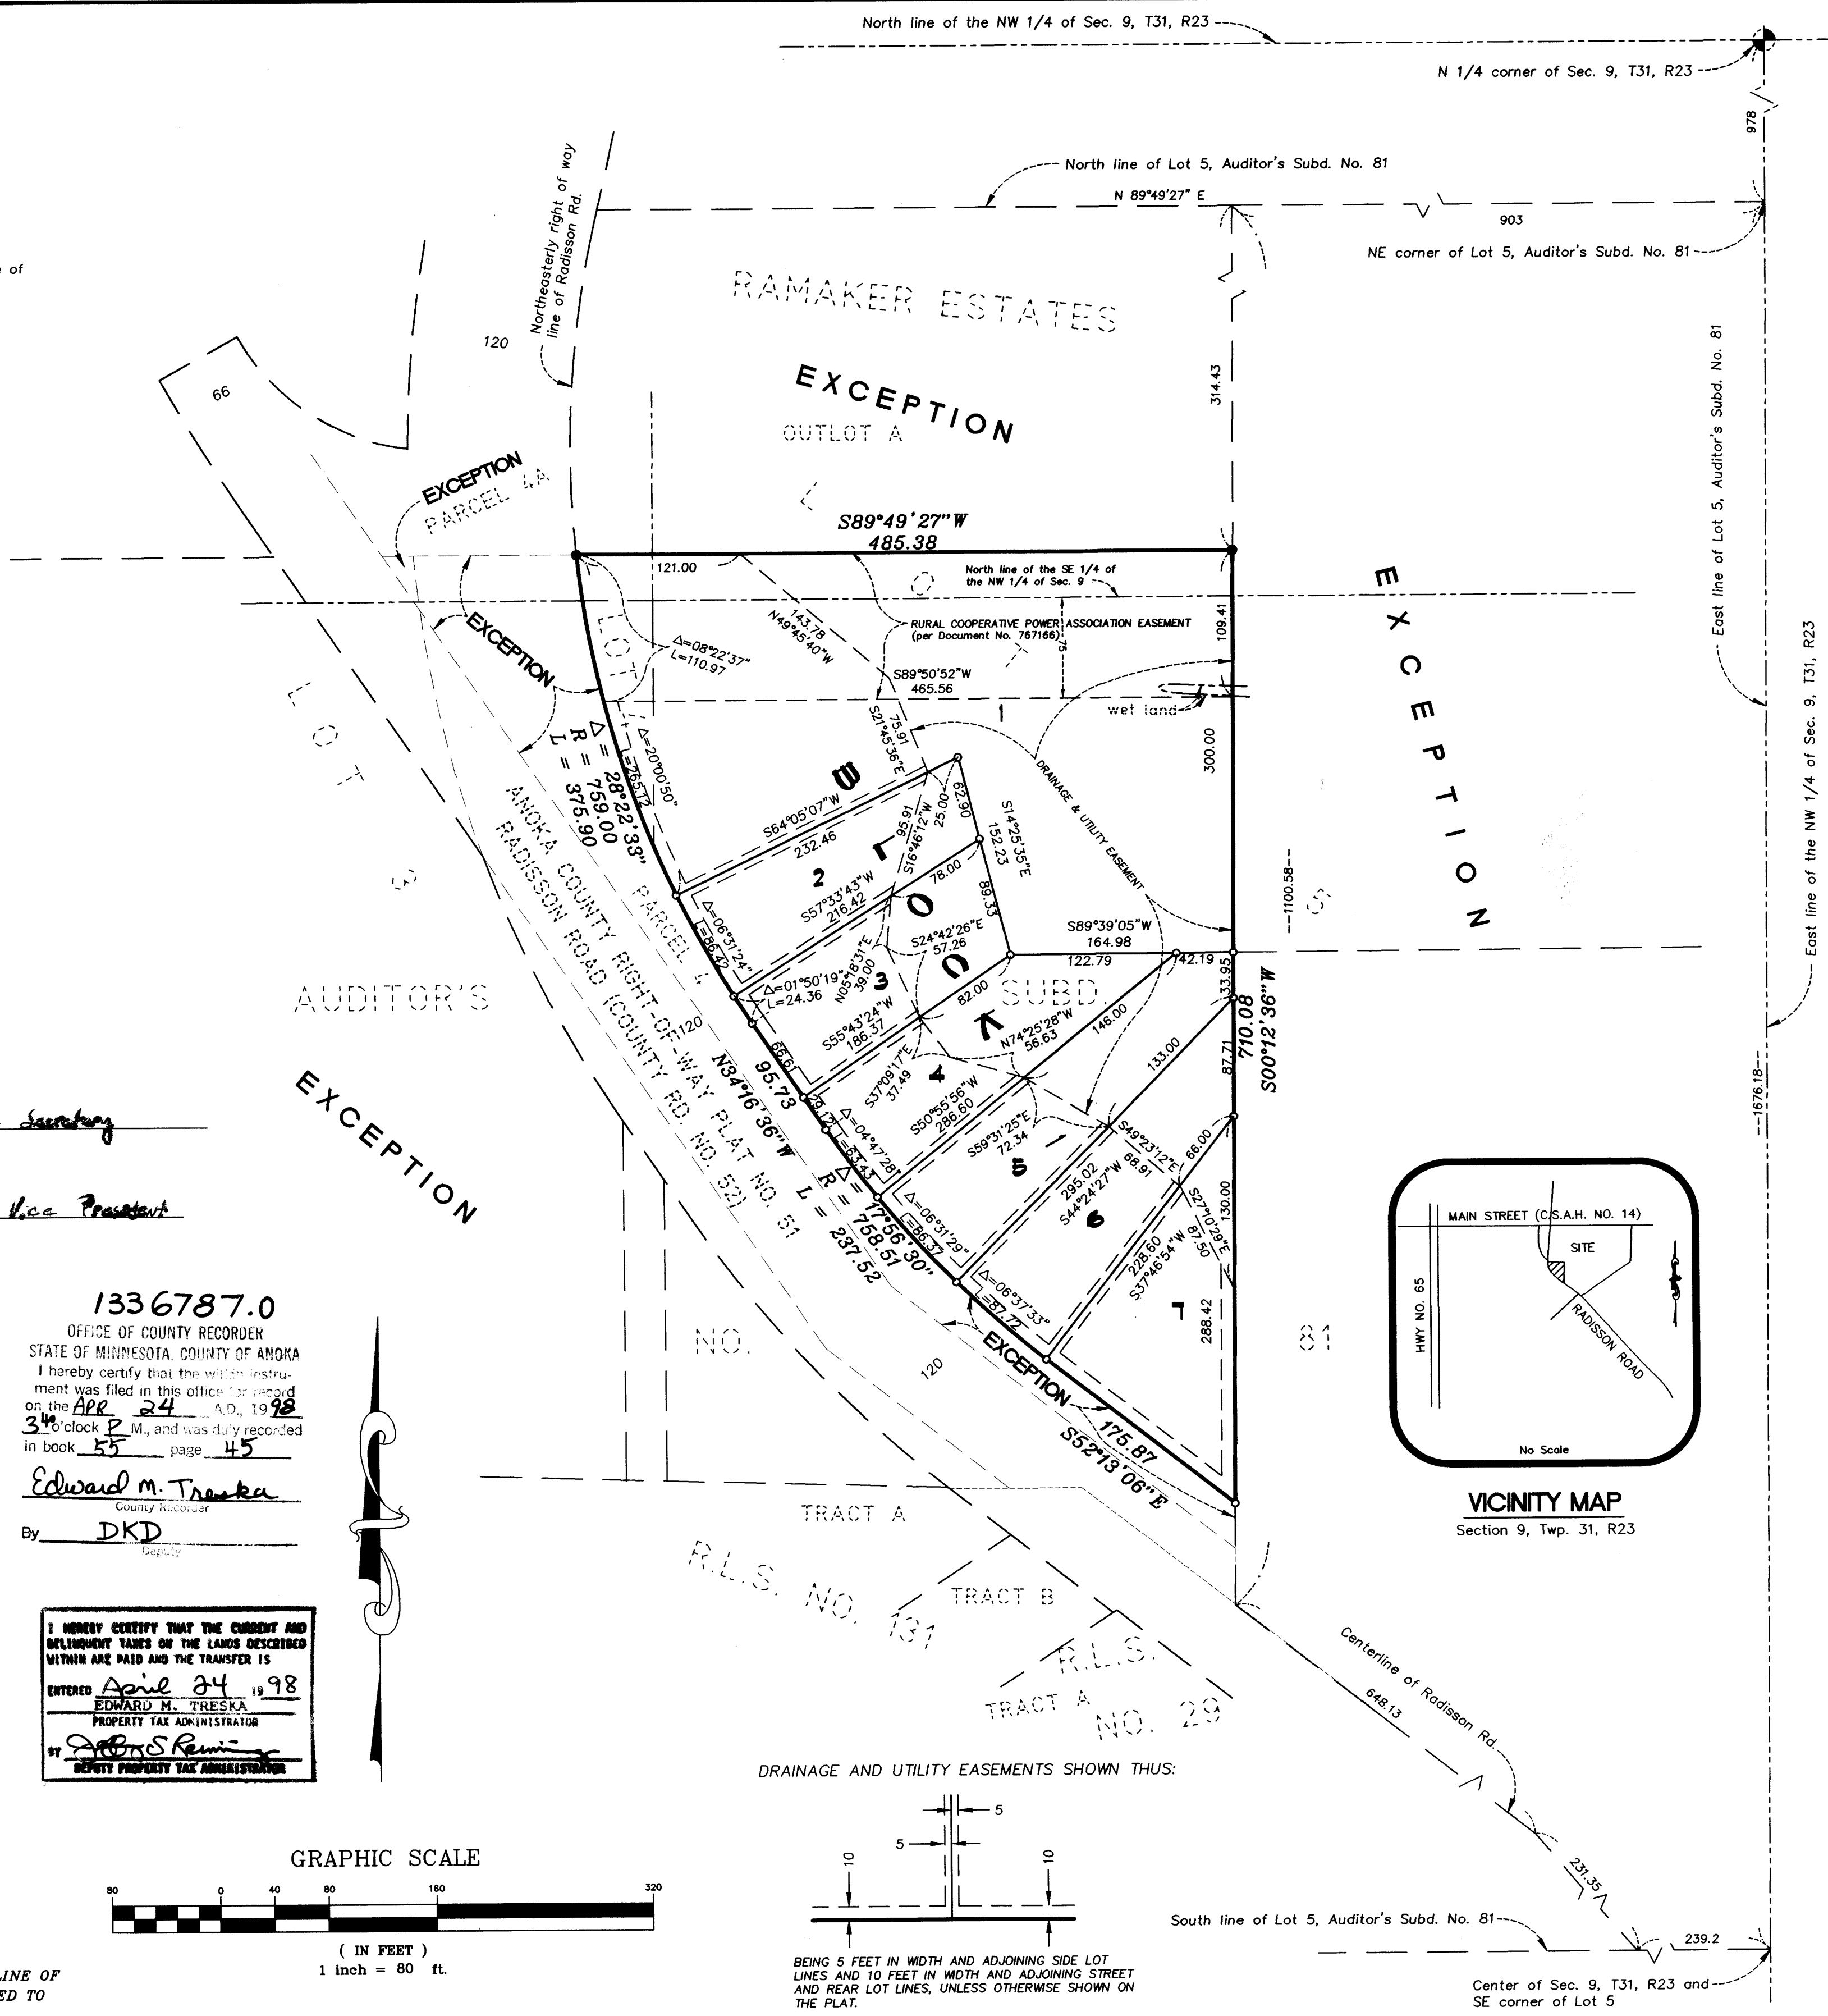 North line of the NW 1/4 of Sec. 9, T31, R23
N 1/4 corner of Sec. 9, T31, R23
978
North line of Lot 5, Auditor's Subd. No. 81
N 89°49'27" E
903
NE corner of Lot 5, Auditor's Subd. No. 81
Northeasterly right of way
line of Radisson Rd.
e of
120
66
RAMAKER ESTATES
EXCEPTION
OUTLOT A
314.43
East line of Lot 5, Auditor's Subd. No. 81
East line of the NW 1/4 of Sec. 9, T31, R23
EXCEPTION
PARCEL 4A
L
S89°49'27"W
485.38
121.00
North line of the SE 1/4 of
the NW 1/4 of Sec. 9
O
143.78
N49°45'40"W
RURAL COOPERATIVE POWER ASSOCIATION EASEMENT
(per Document No. 767166)
75
109.41
EXCEPTION
LOT
Δ=08°22'37"
L=110.97
S89°50'52"W
465.56
wet land
1
EXCEPTION
LOT
3
Δ = 28°22'33"
R = 759.00
L = 375.90
Δ=20°00'50"
L=265.12
75.91
S21°45'36"E
300.00
BLOCK 1
S64°05'07"W
232.46
95.91
S16°46'12"W
25.00
62.90
S14°25'35"E
152.23
DRAINAGE & UTILITY EASEMENT
2
S57°33'43"W
216.42
78.00
89.33
Δ=06°31'24"
L=86.42
S24°42'26"E
57.26
S89°39'05"W
164.98
122.79
42.19
33.95
1100.58
5
ANOKA COUNTY RIGHT-OF-WAY PLAT NO. 51
RADISSON ROAD (COUNTY RD. NO. 52)
PARCEL 4
Δ=01°50'19"
L=24.36
N05°18'31"E
39.00
3
S55°43'24"W
186.37
82.00
SUBD.
AUDITOR'S
120
N74°25'28"W
56.63
146.00
133.00
87.71
710.08
S00°12'36"W
66.61
95.73
N34°16'36"W
S37°09'17"E
37.49
4
S50°55'56"W
286.60
29.12
Δ=04°47'28"
L=63.43
S59°31'25"E
72.34
5
S49°23'12"E
68.91
66.00
1676.18
EXCEPTION
Δ = 17°56'30"
R = 758.51
L = 237.52
Δ=06°31'29"
L=86.37
295.02
S44°24'27"W
6
S27°10'29"E
87.50
130.00
Δ=06°37'33"
L=87.72
228.60
S37°46'54"W
7
288.42
Secretary
Vice President
NO.
81
120
EXCEPTION
175.87
S52°13'06"E
MAIN STREET (C.S.A.H. NO. 14)
SITE
HWY NO. 65
RADISSON ROAD
No Scale
VICINITY MAP
Section 9, Twp. 31, R23
1336787.0
OFFICE OF COUNTY RECORDER
STATE OF MINNESOTA, COUNTY OF ANOKA
I hereby certify that the within instru-
ment was filed in this office for record
on the APR 24 A.D., 1998
3 40 o'clock P M., and was duly recorded
in book 55 page 45
Edward M. Treska
County Recorder
By DKD
Deputy
TRACT A
R.L.S. NO. 131
TRACT B
R.L.S.
TRACT A
NO. 29
I HEREBY CERTIFY THAT THE CURRENT AND
DELINQUENT TAXES ON THE LANDS DESCRIBED
WITHIN ARE PAID AND THE TRANSFER IS
ENTERED April 24 1998
EDWARD M. TRESKA
PROPERTY TAX ADMINISTRATOR
BY
DEPUTY PROPERTY TAX ADMINISTRATOR
Centerline of Radisson Rd.
648.13
231.35
DRAINAGE AND UTILITY EASEMENTS SHOWN THUS:
5
5
10
10
BEING 5 FEET IN WIDTH AND ADJOINING SIDE LOT
LINES AND 10 FEET IN WIDTH AND ADJOINING STREET
AND REAR LOT LINES, UNLESS OTHERWISE SHOWN ON
THE PLAT.
GRAPHIC SCALE
80 0 40 80 160 320
( IN FEET )
1 inch = 80 ft.
South line of Lot 5, Auditor's Subd. No. 81
239.2
Center of Sec. 9, T31, R23 and
SE corner of Lot 5
LINE OF
ED TO